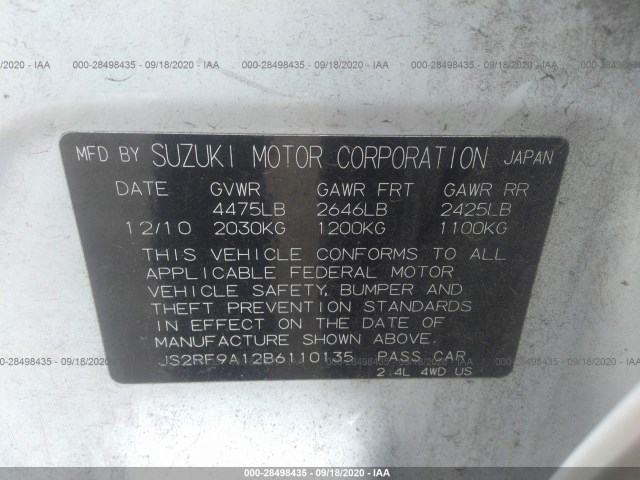 000-28498435 - 09/18/2020 - IAA
MFD BY SUZUKI MOTOR CORPORATION JAPAN
DATE GVWR GAWR FRT GAWR RR
4475LB 2646LB 2425LB
12/10 2030KG 1200KG 1100KG
THIS VEHICLE CONFORMS TO ALL
APPLICABLE FEDERAL MOTOR
VEHICLE SAFETY, BUMPER AND
THEFT PREVENTION STANDARDS
IN EFFECT ON THE DATE OF
MANUFACTURE SHOWN ABOVE.
JS2RF9A12B6110135 PASS CAR
2.4L 4WD US
000-28498435 - 09/18/2020 - IAA